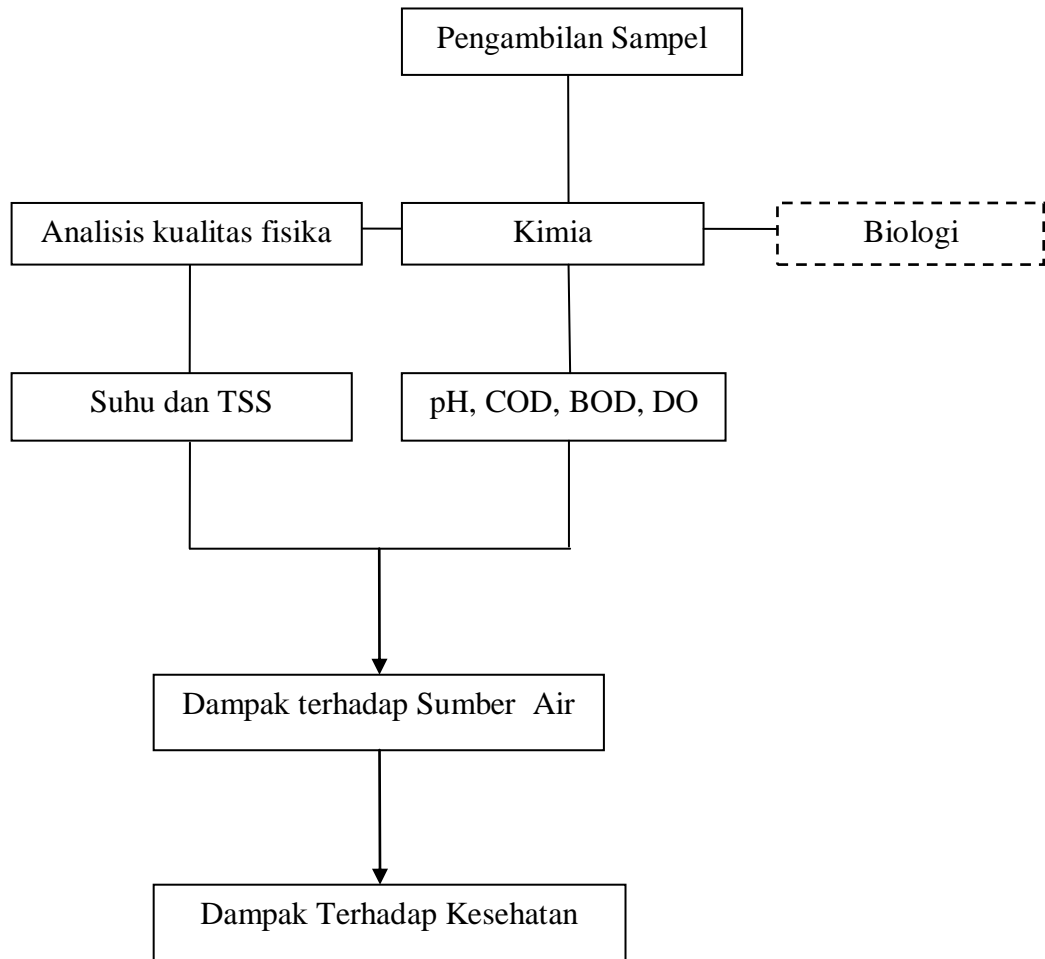 Pengambilan Sampel
Analisis kualitas fisika
Kimia
Biologi
Suhu dan TSS
pH, COD, BOD, DO
Dampak terhadap Sumber  Air
Dampak Terhadap Kesehatan